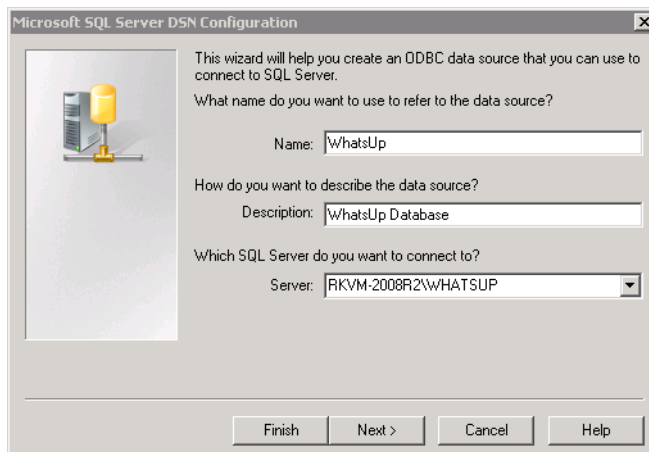 Microsoft SQL Server DSN Configuration
This wizard will help you create an ODBC data source that you can use to
connect to SQL Server.
What name do you want to use to refer to the data source?
Name: WhatsUp
How do you want to describe the data source?
Description: WhatsUp Database
Which SQL Server do you want to connect to?
Server: RKVM-2008R2\WHATSUP
Finish Next > Cancel Help